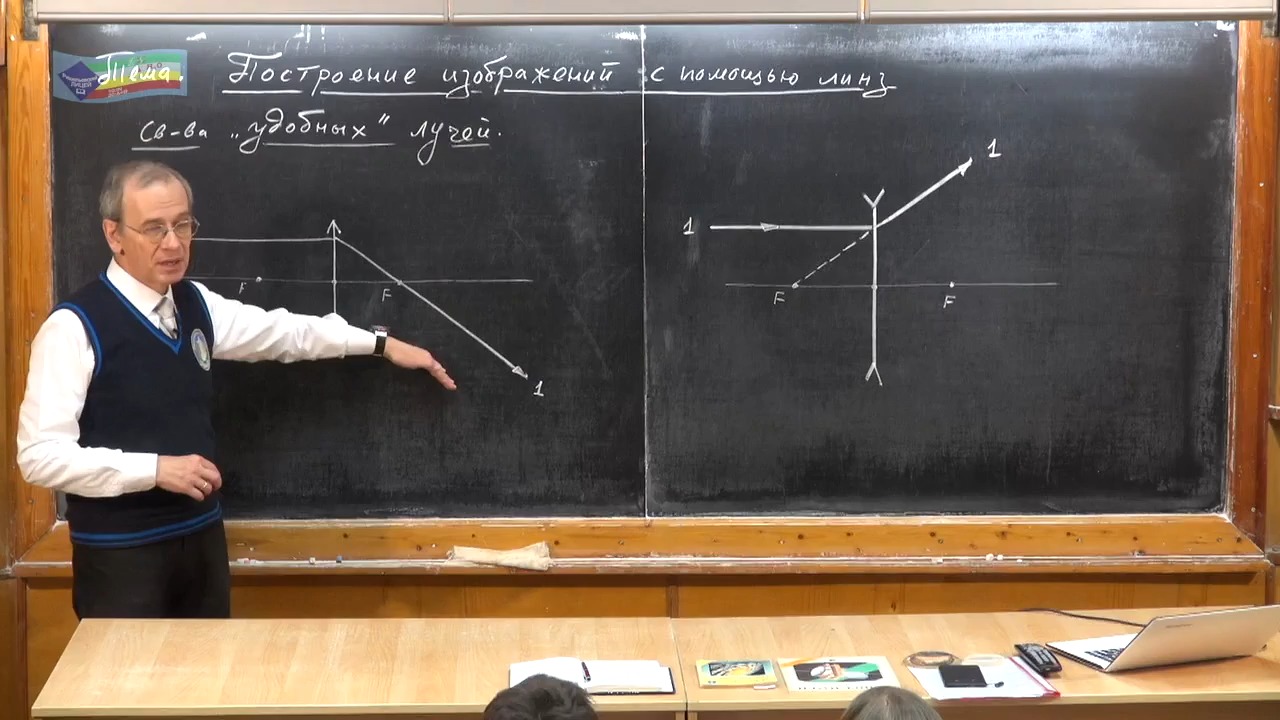 Тема. Построение изображений с помощью линз
св-ва „удобных” лучей.
F F 1
1 1
F F